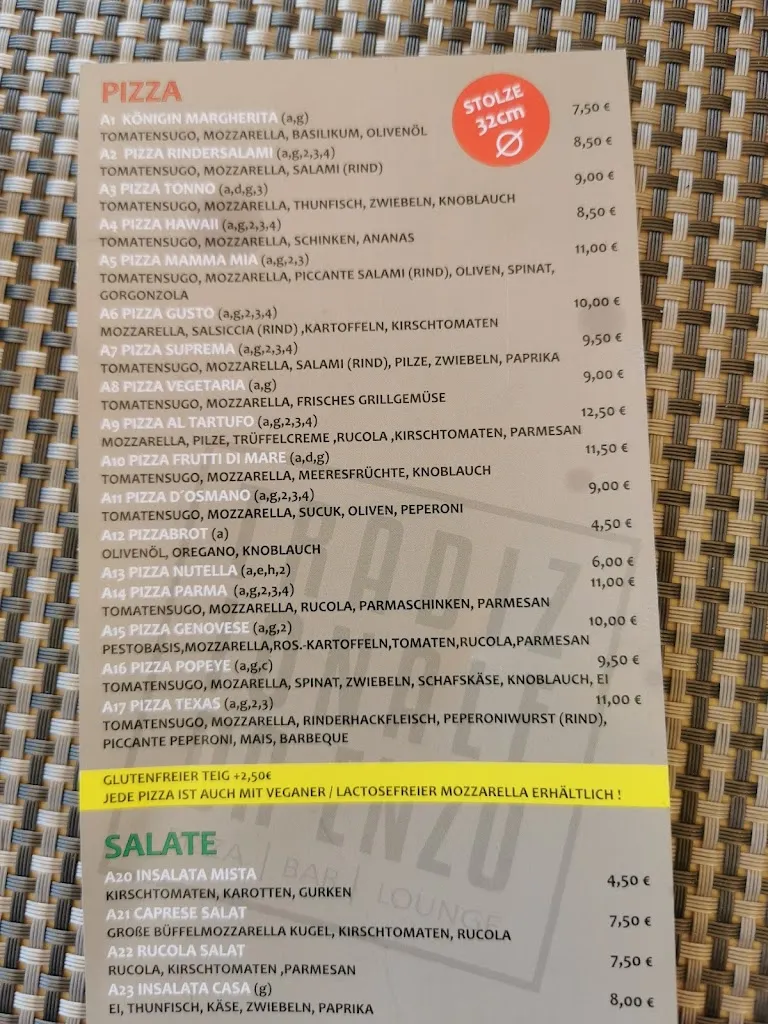 PIZZA
STOLZE
32cm
Ø
A1 KÖNIGIN MARGHERITA (a,g) 7,50 €
TOMATENSUGO, MOZZARELLA, BASILIKUM, OLIVENÖL
A2 PIZZA RINDERSALAMI (a,g,2,3,4) 8,50 €
TOMATENSUGO, MOZZARELLA, SALAMI (RIND)
A3 PIZZA TONNO (a,d,g,3) 9,00 €
TOMATENSUGO, MOZZARELLA, THUNFISCH, ZWIEBELN, KNOBLAUCH
A4 PIZZA HAWAII (a,g,2,3,4) 8,50 €
TOMATENSUGO, MOZZARELLA, SCHINKEN, ANANAS
A5 PIZZA MAMMA MIA (a,g,2,3) 11,00 €
TOMATENSUGO, MOZZARELLA, PICCANTE SALAMI (RIND), OLIVEN, SPINAT,
GORGONZOLA
A6 PIZZA GUSTO (a,g,2,3,4) 10,00 €
MOZZARELLA, SALSICCIA (RIND) ,KARTOFFELN, KIRSCHTOMATEN
A7 PIZZA SUPREMA (a,g,2,3,4) 9,50 €
TOMATENSUGO, MOZZARELLA, SALAMI (RIND), PILZE, ZWIEBELN, PAPRIKA
A8 PIZZA VEGETARIA (a,g) 9,00 €
TOMATENSUGO, MOZZARELLA, FRISCHES GRILLGEMÜSE
A9 PIZZA AL TARTUFO (a,g,2,3,4) 12,50 €
MOZZARELLA, PILZE, TRÜFFELCREME ,RUCOLA ,KIRSCHTOMATEN, PARMESAN
A10 PIZZA FRUTTI DI MARE (a,d,g) 11,50 €
TOMATENSUGO, MOZZARELLA, MEERESFRÜCHTE, KNOBLAUCH
A11 PIZZA D´OSMANO (a,g,2,3,4) 9,00 €
TOMATENSUGO, MOZZARELLA, SUCUK, OLIVEN, PEPERONI
A12 PIZZABROT (a) 4,50 €
OLIVENÖL, OREGANO, KNOBLAUCH
A13 PIZZA NUTELLA (a,e,h,2) 6,00 €
A14 PIZZA PARMA (a,g,2,3,4) 11,00 €
TOMATENSUGO, MOZZARELLA, RUCOLA, PARMASCHINKEN, PARMESAN
A15 PIZZA GENOVESE (a,g,2) 10,00 €
PESTOBASIS,MOZZARELLA,ROS.-KARTOFFELN,TOMATEN,RUCOLA,PARMESAN
A16 PIZZA POPEYE (a,g,c) 9,50 €
TOMATENSUGO, MOZARELLA, SPINAT, ZWIEBELN, SCHAFSKÄSE, KNOBLAUCH, EI
A17 PIZZA TEXAS (a,g,2,3) 11,00 €
TOMATENSUGO, MOZZARELLA, RINDERHACKFLEISCH, PEPERONIWURST (RIND),
PICCANTE PEPERONI, MAIS, BARBEQUE
GLUTENFREIER TEIG +2,50€
JEDE PIZZA IST AUCH MIT VEGANER / LACTOSEFREIER MOZZARELLA ERHÄLTLICH !
SALATE
A20 INSALATA MISTA 4,50 €
KIRSCHTOMATEN, KAROTTEN, GURKEN
A21 CAPRESE SALAT 7,50 €
GROßE BÜFFELMOZZARELLA KUGEL, KIRSCHTOMATEN, RUCOLA
A22 RUCOLA SALAT 7,50 €
RUCOLA, KIRSCHTOMATEN ,PARMESAN
A23 INSALATA CASA (g) 8,00 €
EI, THUNFISCH, KÄSE, ZWIEBELN, PAPRIKA
BAR | LOUNGE